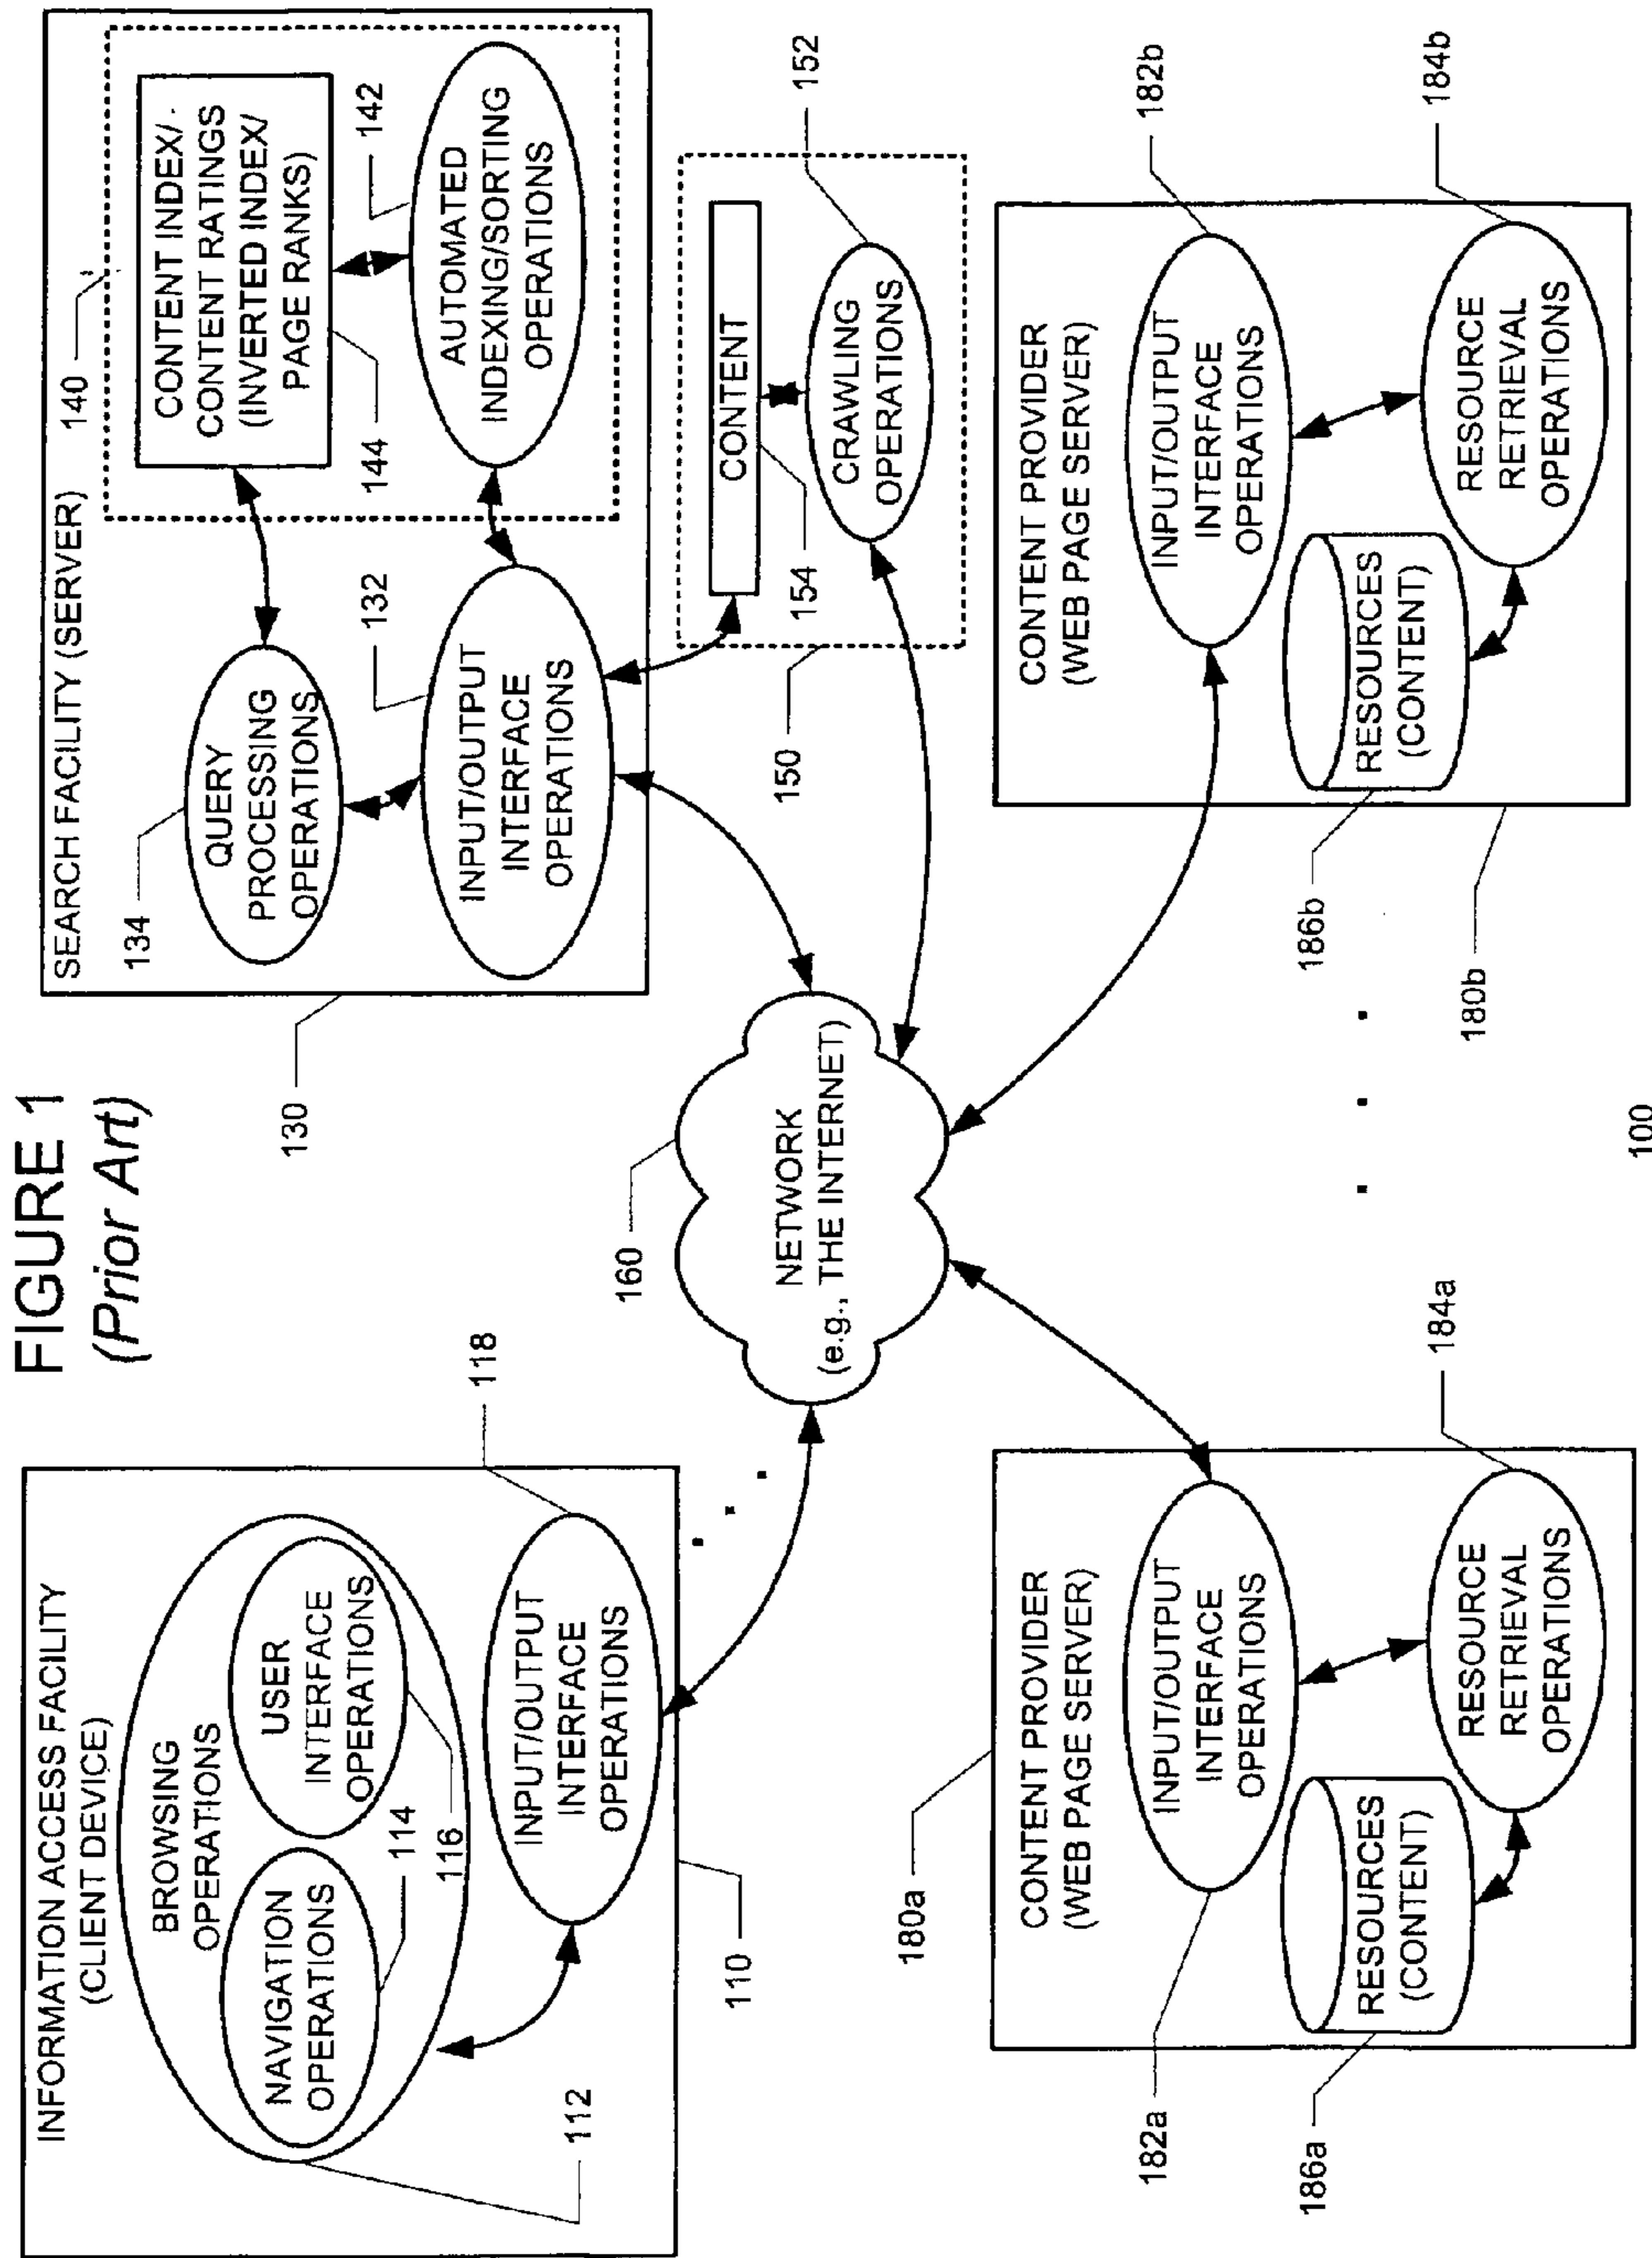 FIGURE 1
(Prior Art)
INFORMATION ACCESS FACILITY
(CLIENT DEVICE)
BROWSING
OPERATIONS
NAVIGATION
OPERATIONS
USER
INTERFACE
OPERATIONS
114
116
118
INPUT/OUTPUT
INTERFACE
OPERATIONS
112
110
SEARCH FACILITY (SERVER)
140
134
QUERY
PROCESSING
OPERATIONS
CONTENT INDEX/
CONTENT RATINGS
(INVERTED INDEX/
PAGE RANKS)
144
142
132
INPUT/OUTPUT
INTERFACE
OPERATIONS
AUTOMATED
INDEXING/SORTING
OPERATIONS
130
160
NETWORK
(e.g., THE INTERNET)
CONTENT
154
152
CRAWLING
OPERATIONS
150
180a
CONTENT PROVIDER
(WEB PAGE SERVER)
182a
INPUT/OUTPUT
INTERFACE
OPERATIONS
184a
186a
RESOURCES
(CONTENT)
RESOURCE
RETRIEVAL
OPERATIONS
CONTENT PROVIDER
(WEB PAGE SERVER)
182b
INPUT/OUTPUT
INTERFACE
OPERATIONS
186b
RESOURCES
(CONTENT)
184b
RESOURCE
RETRIEVAL
OPERATIONS
180b
100